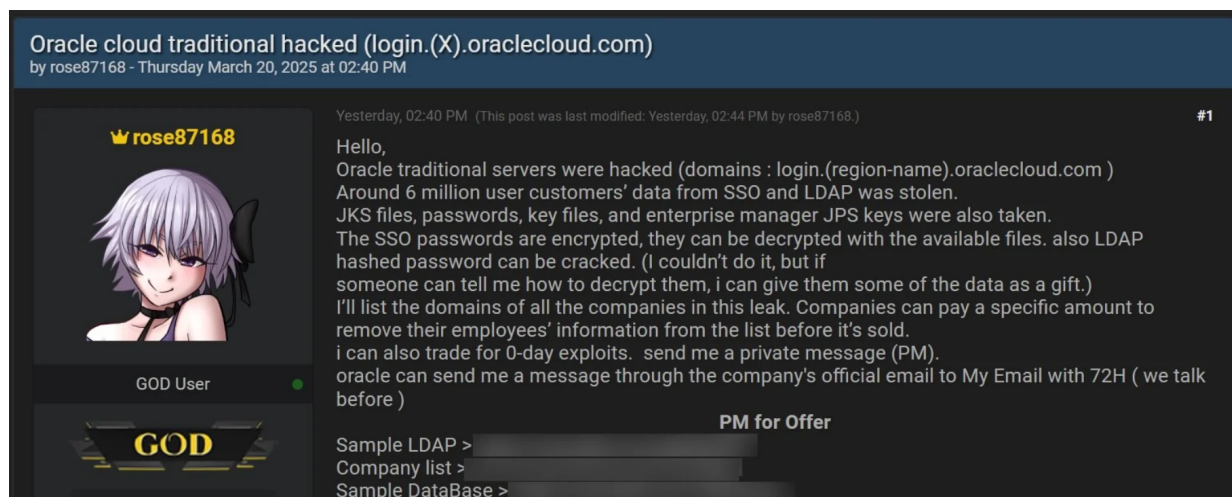 Oracle cloud traditional hacked (login.(X).oraclecloud.com)
by rose87168 - Thursday March 20, 2025 at 02:40 PM
Yesterday, 02:40 PM (This post was last modified: Yesterday, 02:44 PM by rose87168.)
#1
rose87168
GOD User
GOD
Hello,
Oracle traditional servers were hacked (domains : login.(region-name).oraclecloud.com )
Around 6 million user customers’ data from SSO and LDAP was stolen.
JKS files, passwords, key files, and enterprise manager JPS keys were also taken.
The SSO passwords are encrypted, they can be decrypted with the available files. also LDAP
hashed password can be cracked. (I couldn’t do it, but if
someone can tell me how to decrypt them, i can give them some of the data as a gift.)
I’ll list the domains of all the companies in this leak. Companies can pay a specific amount to
remove their employees’ information from the list before it’s sold.
i can also trade for 0-day exploits. send me a private message (PM).
oracle can send me a message through the company's official email to My Email with 72H ( we talk
before )
PM for Offer
Sample LDAP >
Company list >
Sample DataBase >